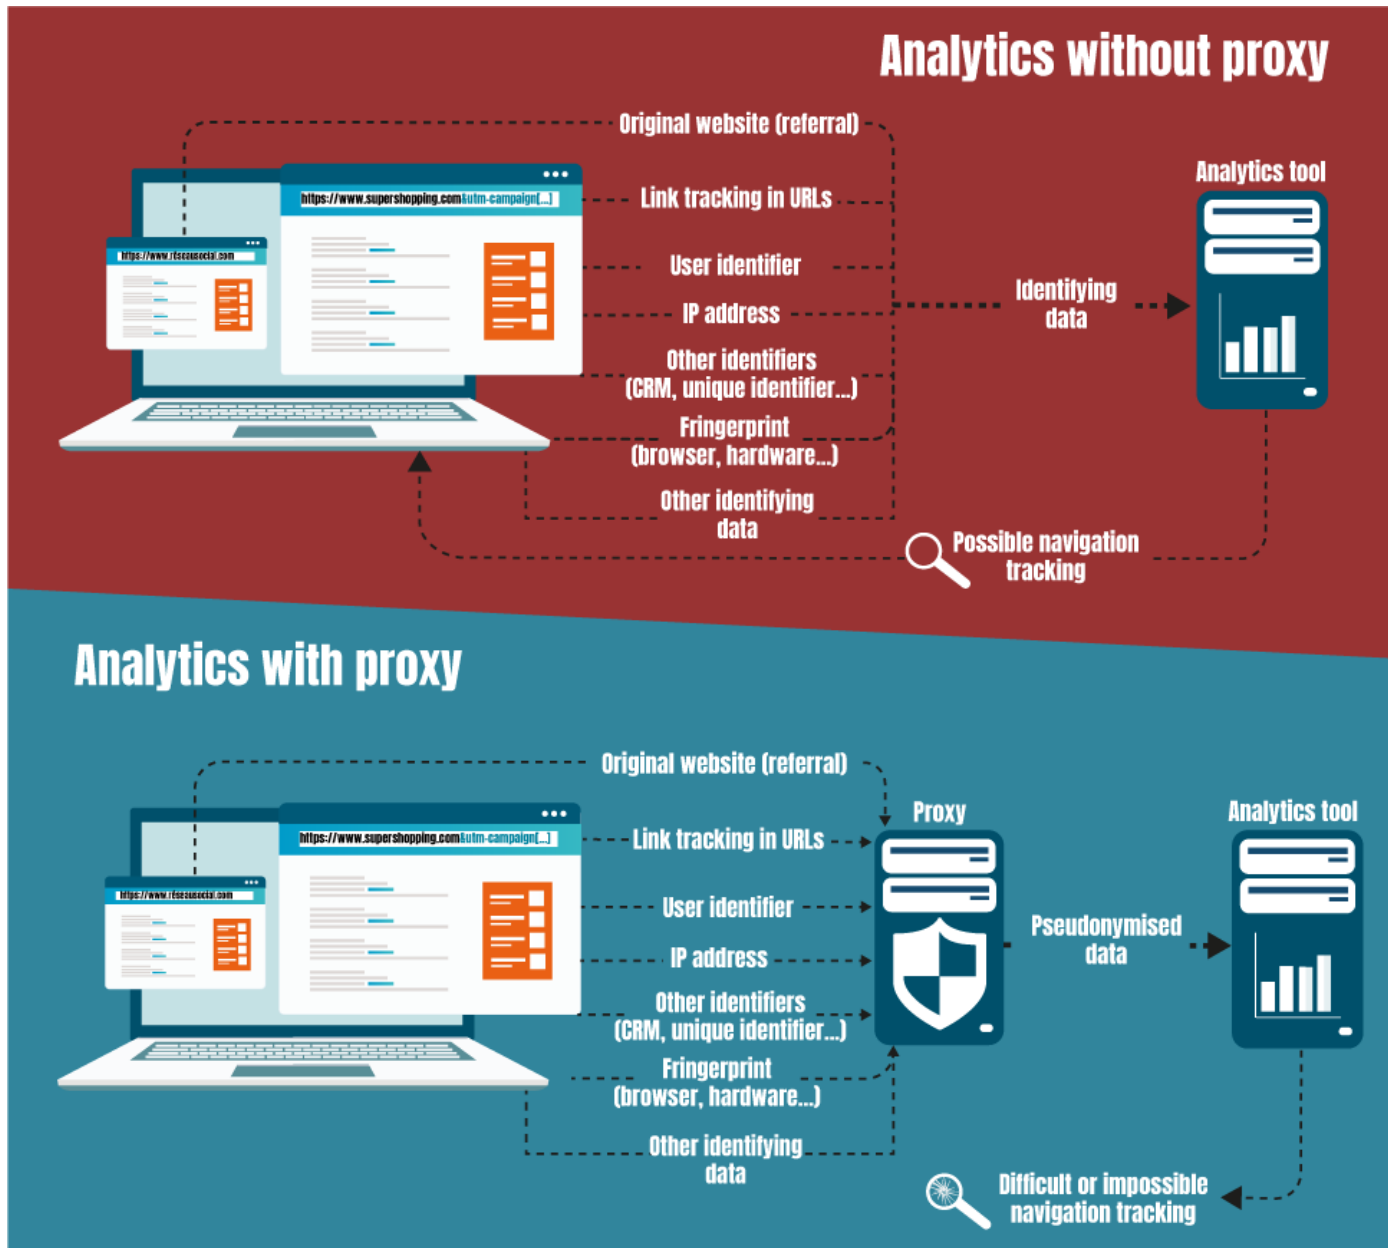 Analytics without proxy
Original website (referral)
Analytics tool
https://www.supershopping.com&utm-campaign[...]
Link tracking in URLs
https://www.réseausocial.com
User identifier
Identifying
data
IP address
Other identifiers
(CRM, unique identifier...)
Fringerprint
(browser, hardware...)
Other identifying
data
Possible navigation
tracking
Analytics with proxy
Original website (referral)
Proxy
Analytics tool
https://www.supershopping.com&utm-campaign[...]
Link tracking in URLs
https://www.réseausocial.com
User identifier
Pseudonymised
data
IP address
Other identifiers
(CRM, unique identifier...)
Fringerprint
(browser, hardware...)
Other identifying
data
Difficult or impossible
navigation tracking